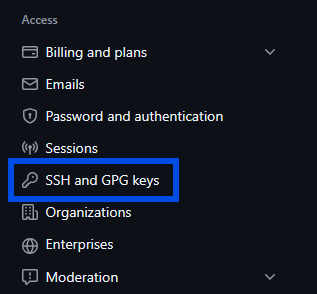 Access
Billing and plans
Emails
Password and authentication
Sessions
SSH and GPG keys
Organizations
Enterprises
Moderation